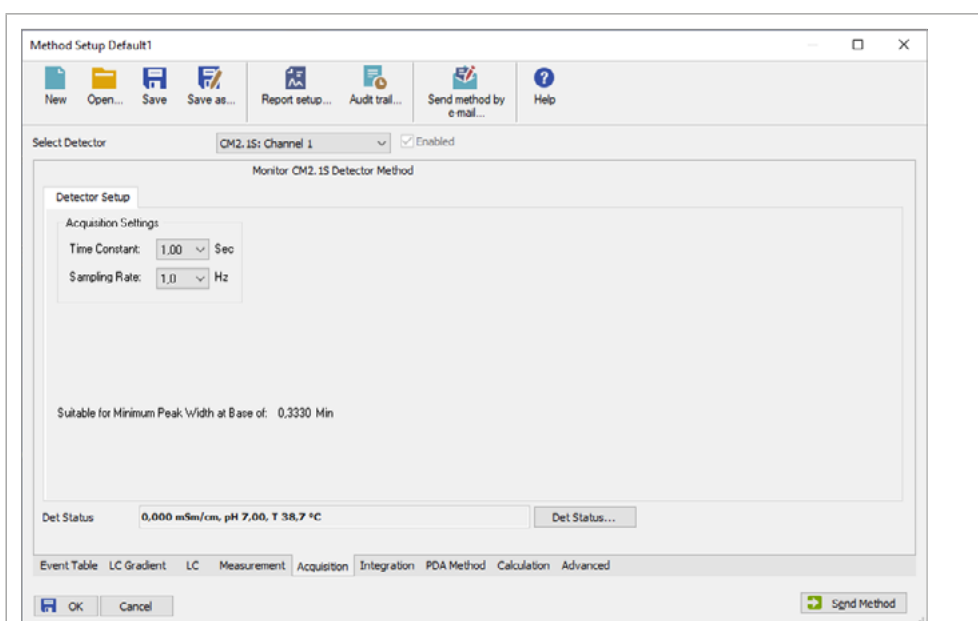 Method Setup Default1
New Open... Save Save as... Report setup... Audit trail... Send method by e-mail... Help
Select Detector CM2.1S: Channel 1 Enabled
Monitor CM2.1S Detector Method
Detector Setup
Acquisition Settings
Time Constant: 1,00 Sec
Sampling Rate: 1,0 Hz
Suitable for Minimum Peak Width at Base of: 0,3330 Min
Det Status 0,000 mSm/cm, pH 7,00, T 38,7 °C Det Status...
Event Table LC Gradient LC Measurement Acquisition Integration PDA Method Calculation Advanced
OK Cancel Send Method